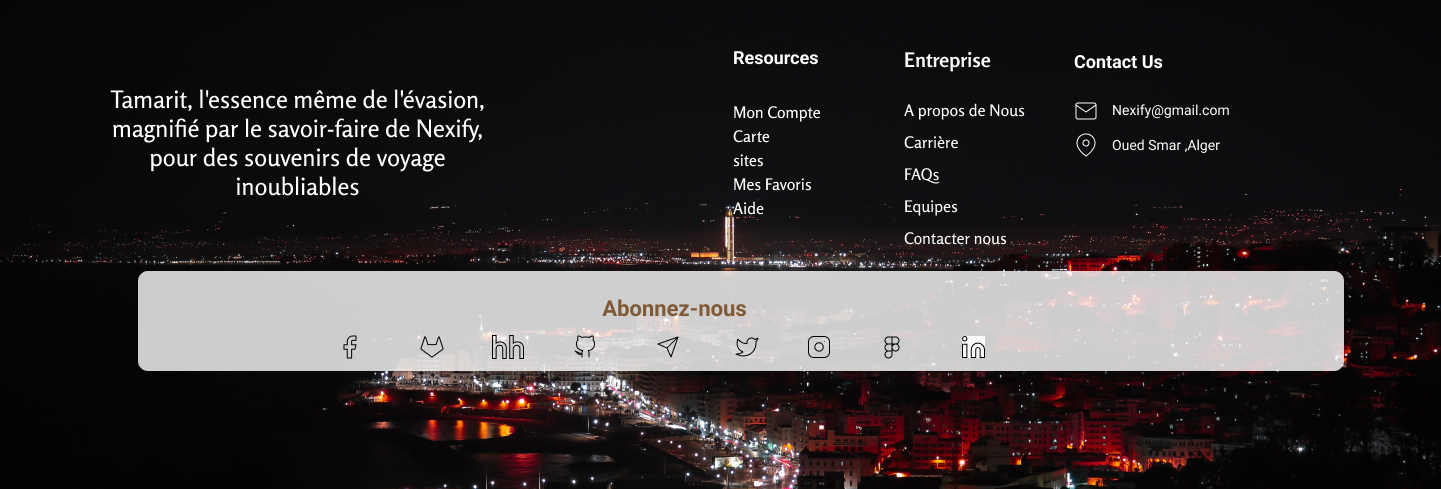 Tamarit, l'essence même de l'évasion,
magnifié par le savoir-faire de Nexify,
pour des souvenirs de voyage
inoubliables
Resources
Mon Compte
Carte
sites
Mes Favoris
Aide
Entreprise
A propos de Nous
Carrière
FAQs
Equipes
Contacter nous
Contact Us
Nexify@gmail.com
Oued Smar ,Alger
Abonnez-nous
hh
in